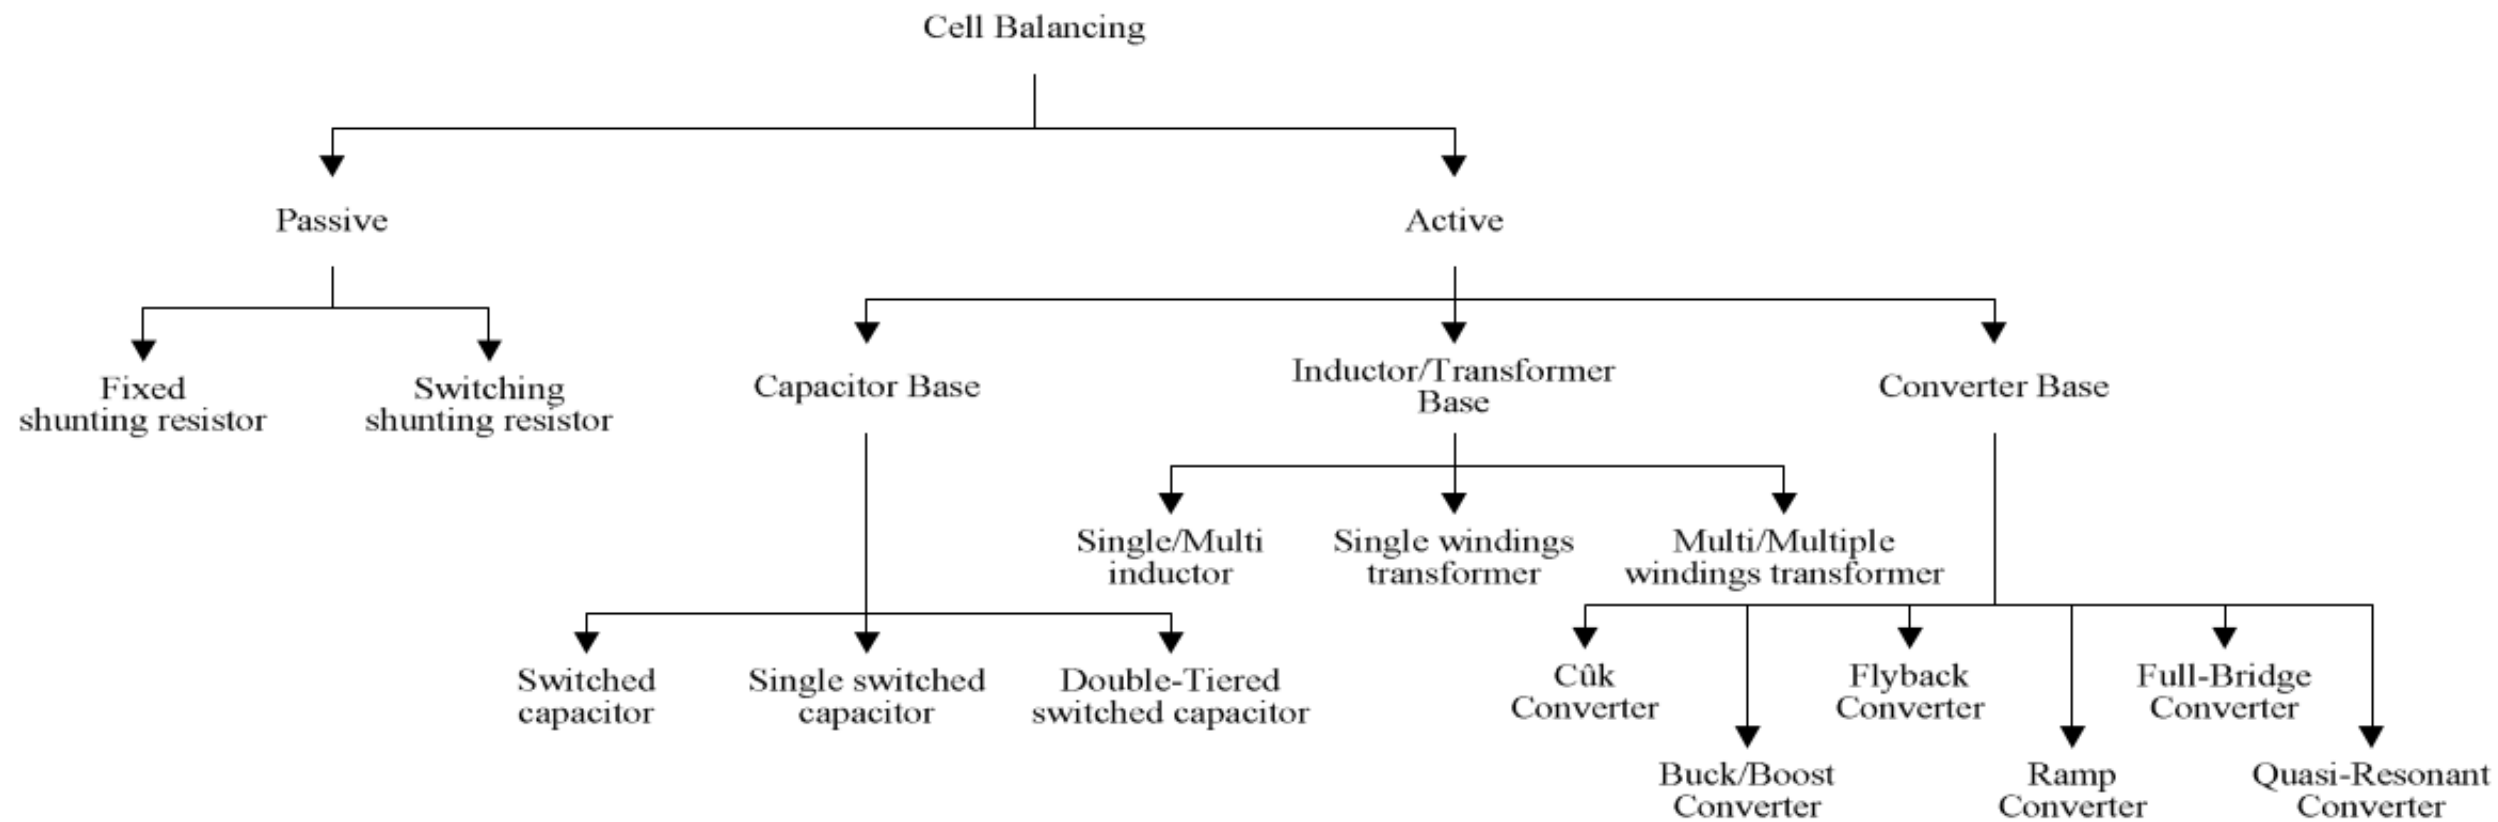 Cell Balancing
Passive
Active
Fixed
shunting resistor
Switching
shunting resistor
Capacitor Base
Inductor/Transformer
Base
Converter Base
Single/Multi
inductor
Single windings
transformer
Multi/Multiple
windings transformer
Switched
capacitor
Single switched
capacitor
Double-Tiered
switched capacitor
Cûk
Converter
Flyback
Converter
Full-Bridge
Converter
Buck/Boost
Converter
Ramp
Converter
Quasi-Resonant
Converter